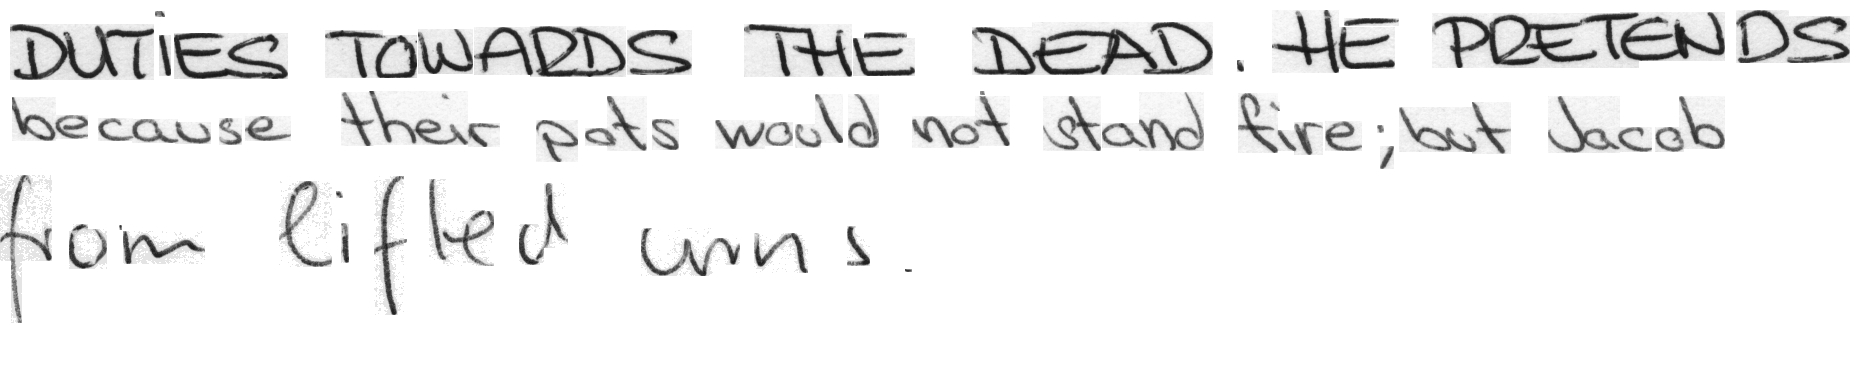 DUTiES TOWARDS THE DEAD. HE PRETENDS
because their pots would not stand fire; but Jacob
from lifted urns.